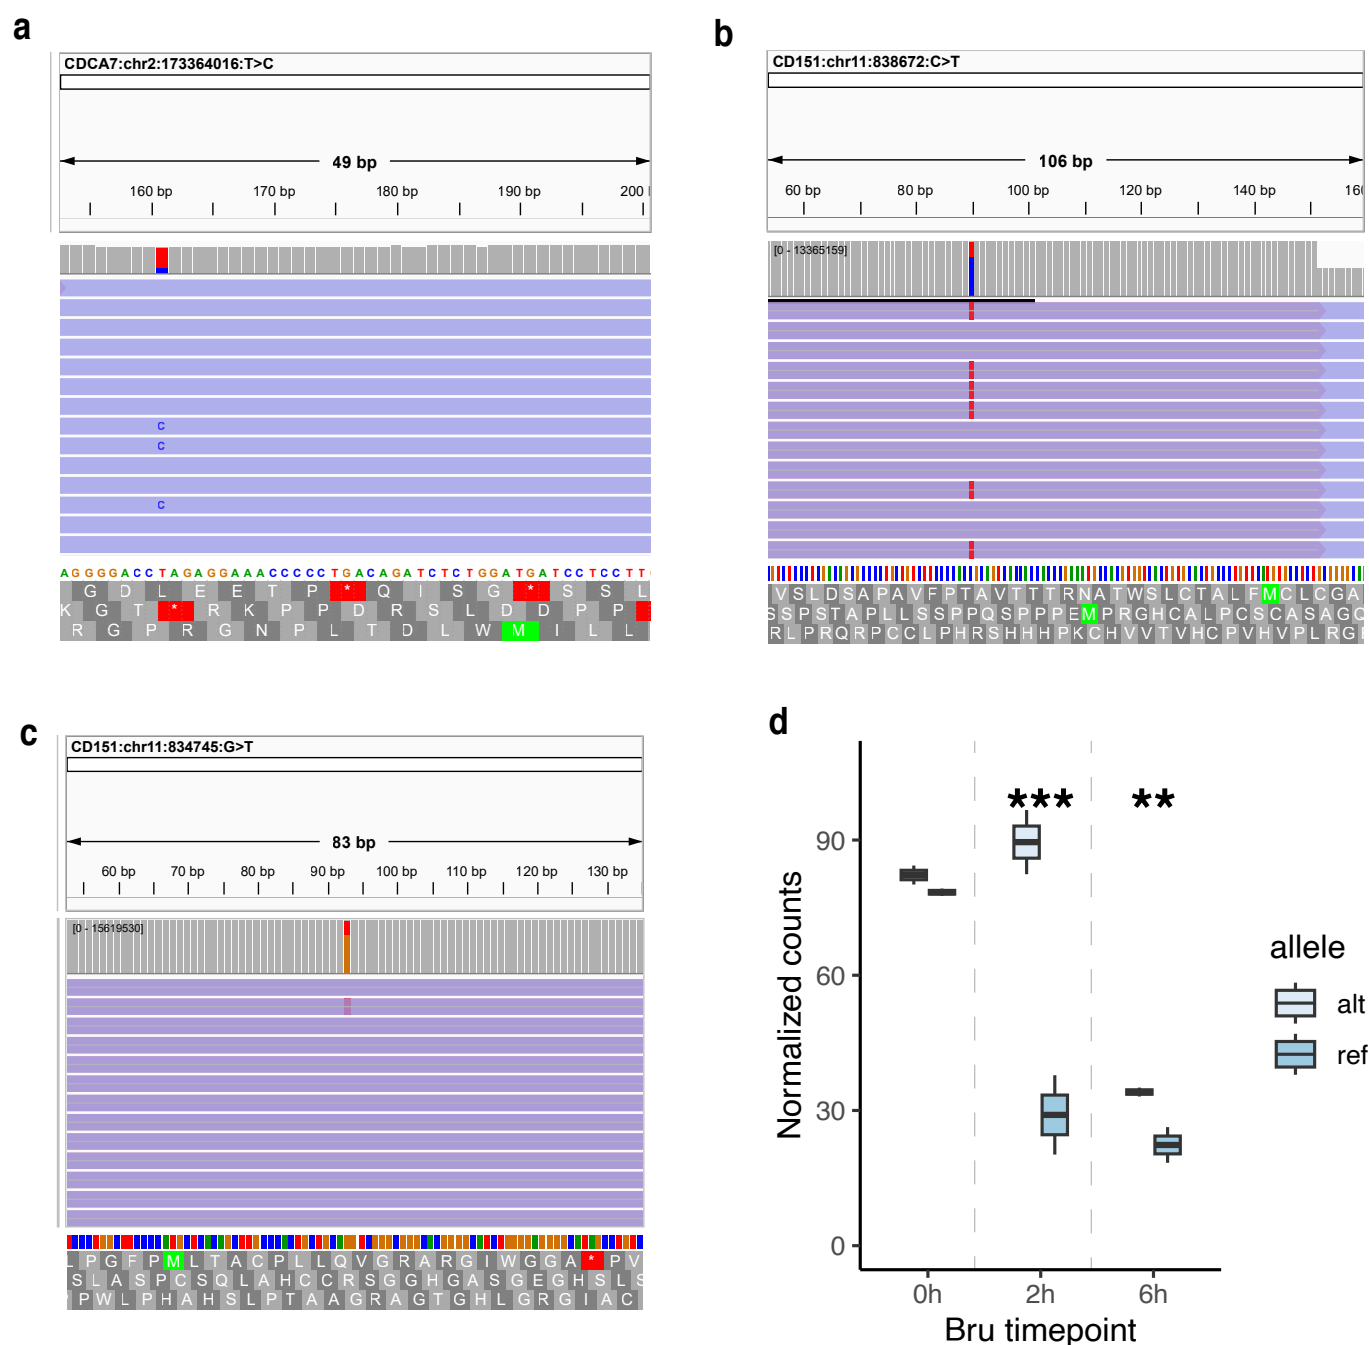 a
CDCA7:chr2:173364016:T>C
49 bp
160 bp 170 bp 180 bp 190 bp 200
C
C
C
AGGGGACCTAGAGGAAACCCCCTGACAGATCTCTGGATGATCCTCCTT
G D L E E T P * Q I S G * S S L
K G T * R K P P D R S L D D P P
R G P R G N P L T D L W M I L L
b
CD151:chr11:838672:C>T
106 bp
60 bp 80 bp 100 bp 120 bp 140 bp 160
[0 - 13365159]
V S L D S A P A V F P T A V T T T R N A T W S L C T A L F M C L C G A
S S P S T A P L L S S P P Q S P P P E M P R G H C A L P C S C A S A G Q
R L P R Q R P C C L P H R S H H H P K C H V V T V H C P V H V P L R G
c
CD151:chr11:834745:G>T
83 bp
60 bp 70 bp 80 bp 90 bp 100 bp 110 bp 120 bp 130 bp
[0 - 15619530]
L P G F P M L T A C P L L Q V G R A R G I W G G A * P V
S L A S P C S Q L A H C C R S G G H G A S G E G H S L S
P W L P H A H S L P T A A G R A G T G H L G R G I A C
d
*** **
Normalized counts
90
60
30
0
0h 2h 6h
Bru timepoint
allele
alt
ref